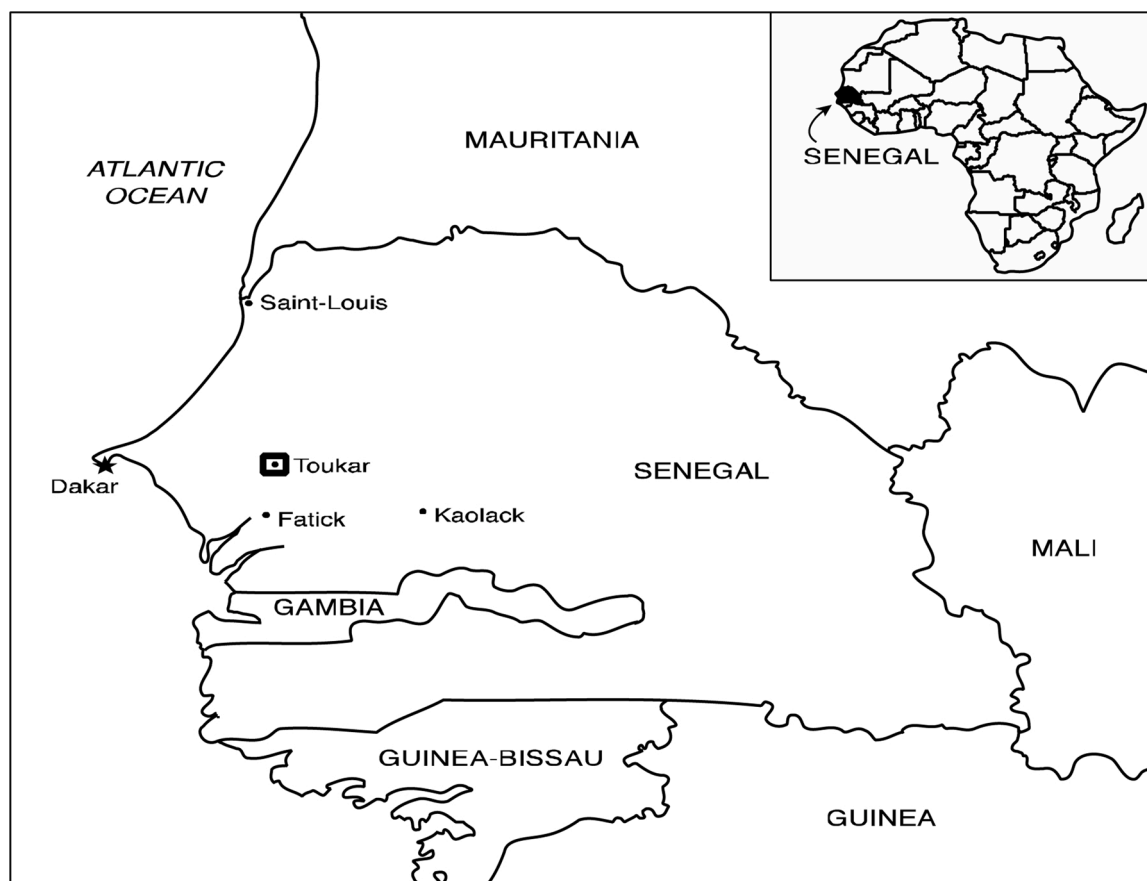 MAURITANIA
ATLANTIC
OCEAN
SENEGAL
Saint-Louis
Toukar
SENEGAL
Dakar
Fatick
Kaolack
MALI
GAMBIA
GUINEA-BISSAU
GUINEA